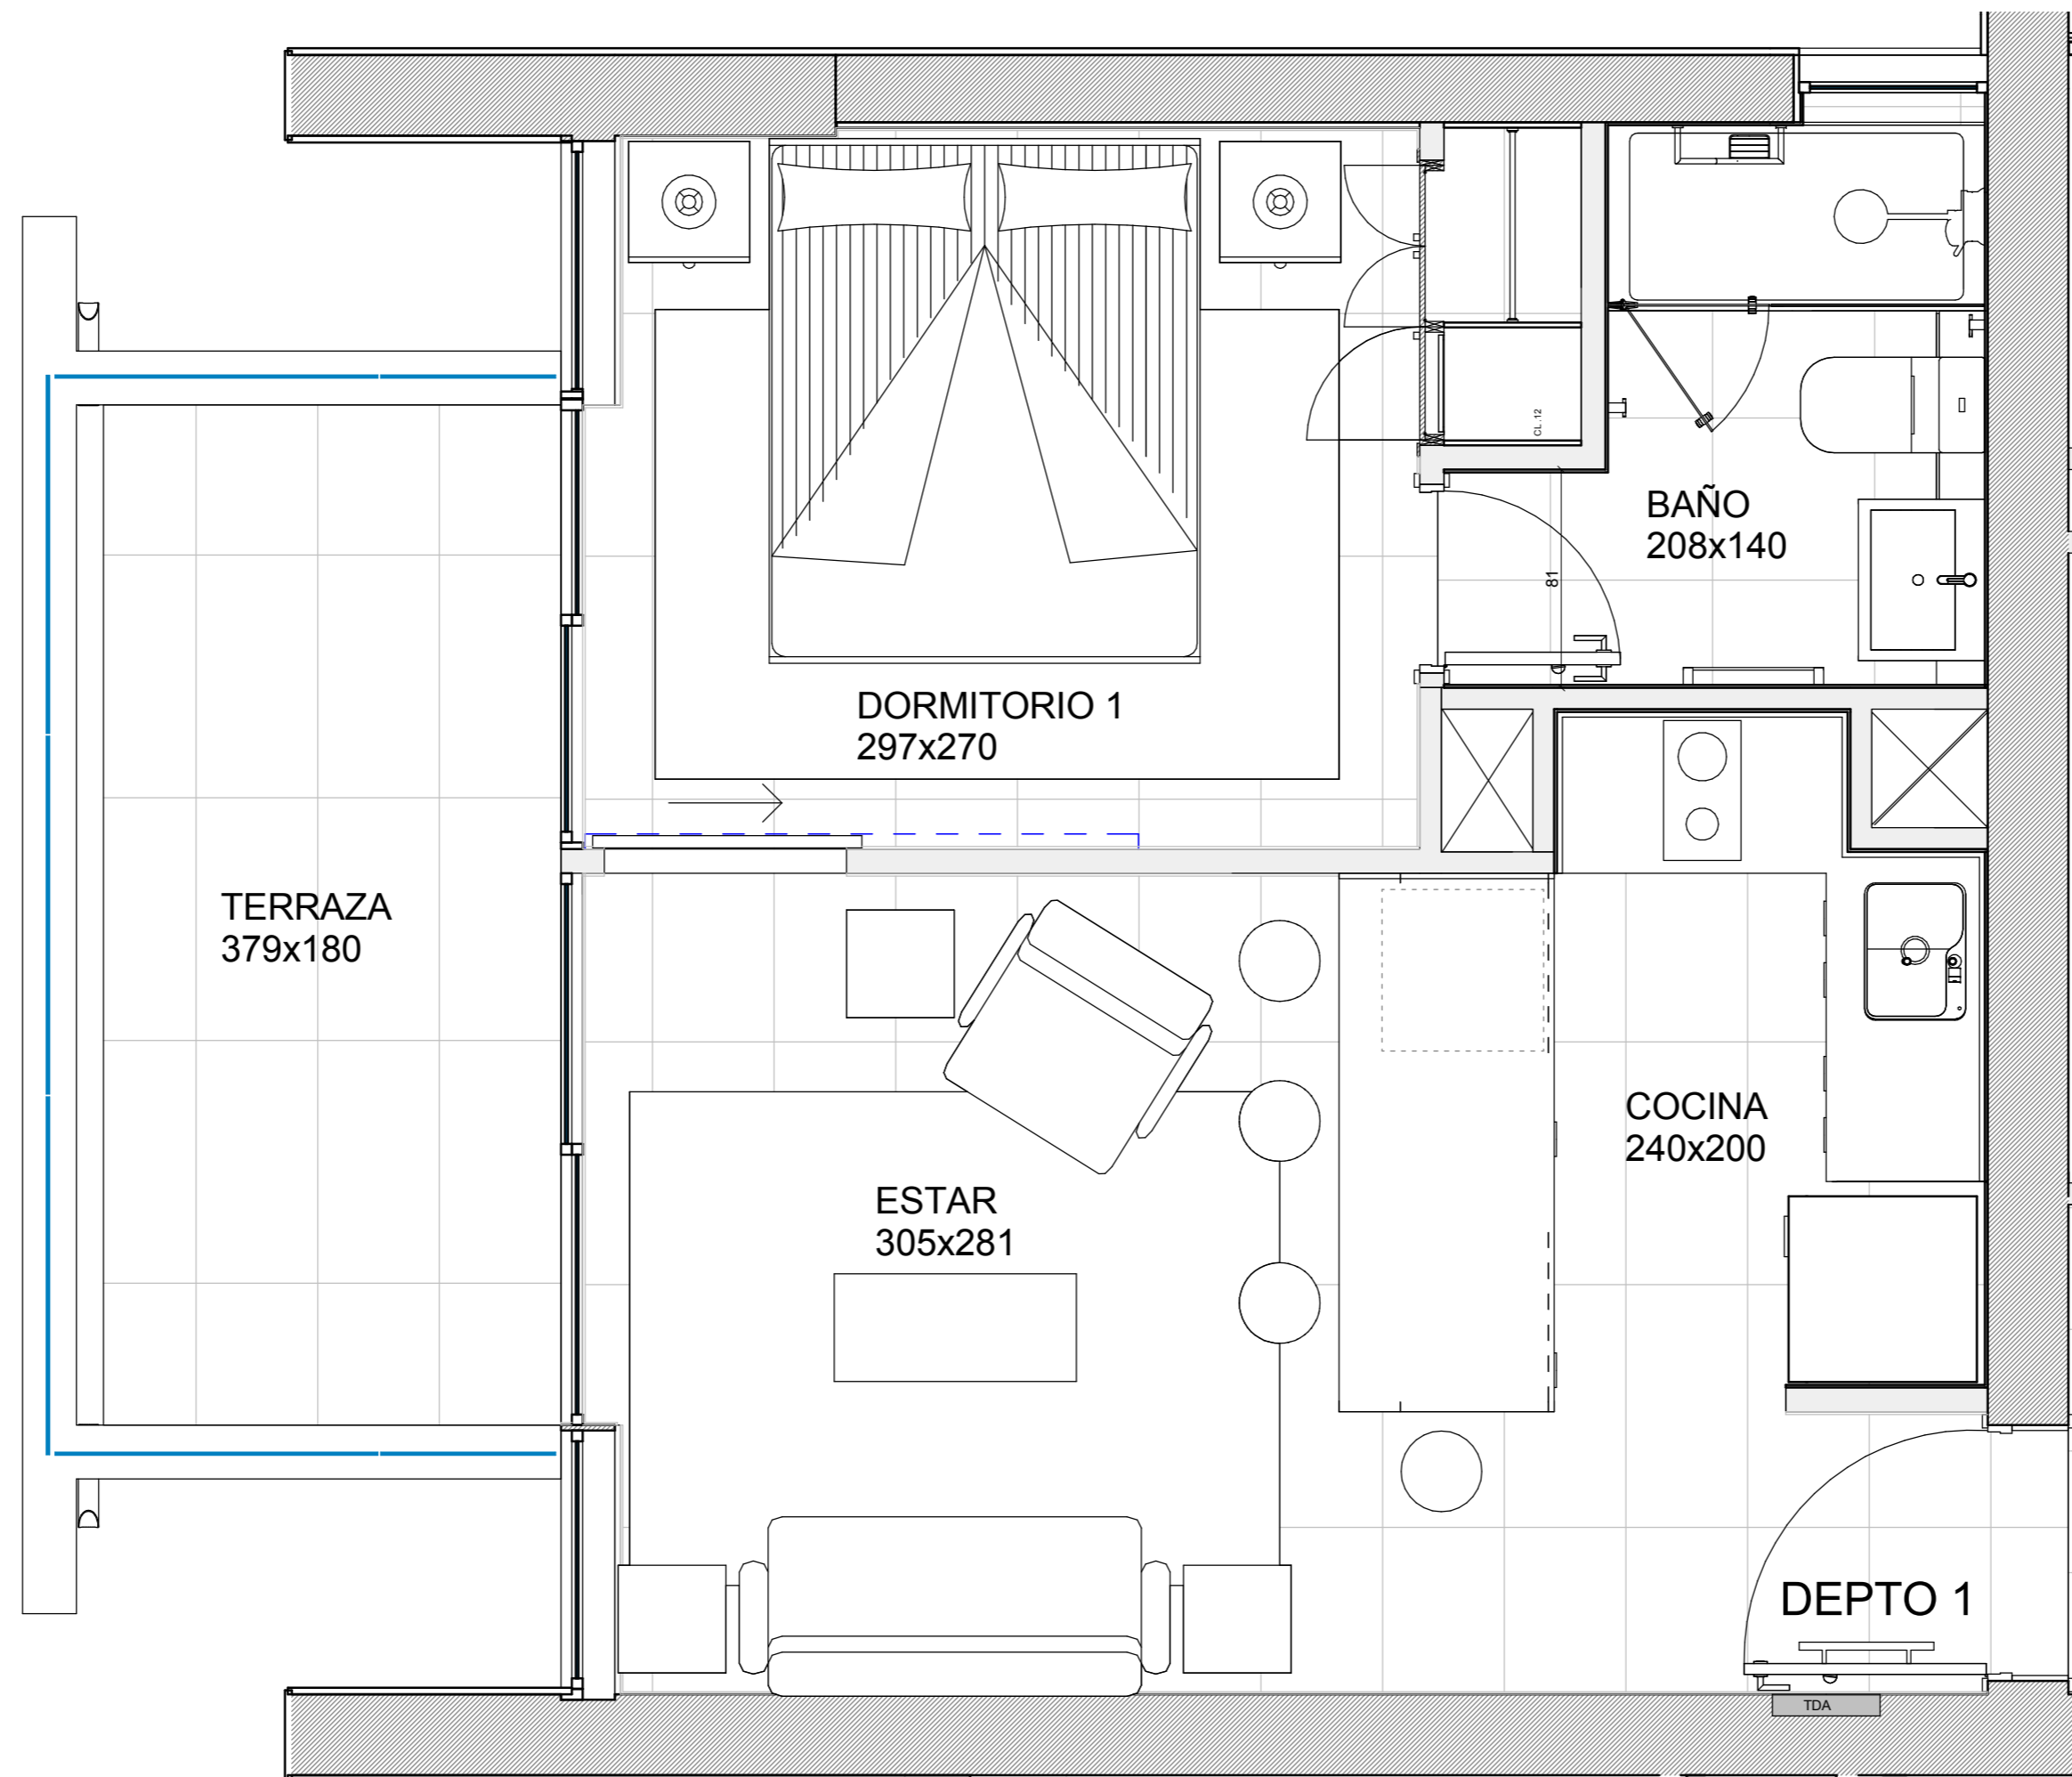 CL.12
BAÑO
208x140
81
DORMITORIO 1
297x270
TERRAZA
379x180
COCINA
240x200
ESTAR
305x281
DEPTO 1
TDA